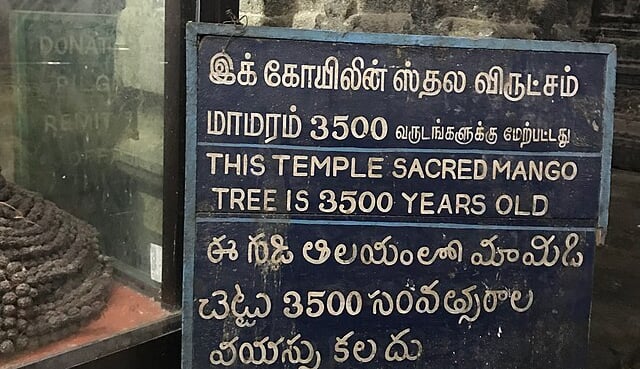 DONAT
இக் கோயிலின் ஸ்தல விருட்சம்
மாமரம் 3500 வருடங்களுக்கு மேற்பட்டது
THIS TEMPLE SACRED MANGO
TREE IS 3500 YEARS OLD
ఈ గుడి ఆలయంలో మామిడి
చెట్టు 3500 సంవత్సరాల
వయస్సు కలదు